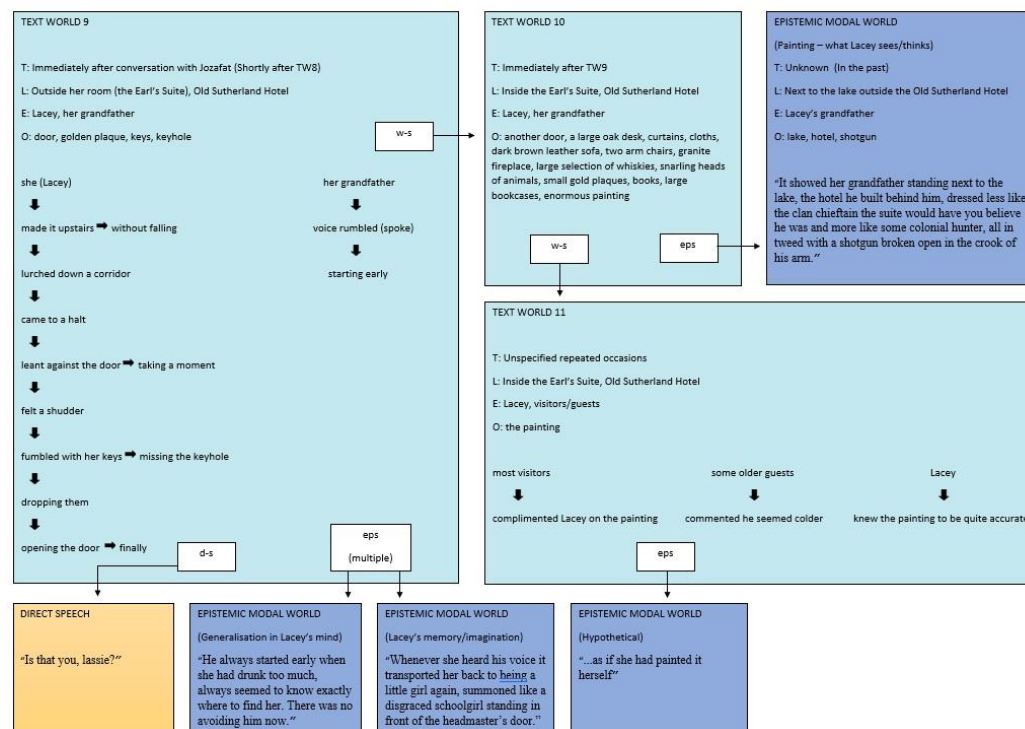 TEXT WORLD 9
T: Immediately after conversation with Jozafat (Shortly after TW8)
L: Outside her room (the Earl's Suite), Old Sutherland Hotel
E: Lacey, her grandfather
O: door, golden plaque, keys, keyhole
w-s
she (Lacey)
made it upstairs ➡ without falling
lurched down a corridor
came to a halt
leant against the door ➡ taking a moment
felt a shudder
fumbled with her keys ➡ missing the keyhole
dropping them
opening the door ➡ finally
her grandfather
voice rumbled (spoke)
starting early
d-s
eps
(multiple)
TEXT WORLD 10
T: Immediately after TW9
L: Inside the Earl's Suite, Old Sutherland Hotel
E: Lacey, her grandfather
O: another door, a large oak desk, curtains, cloths,
dark brown leather sofa, two arm chairs, granite
fireplace, large selection of whiskies, snarling heads
of animals, small gold plaques, books, large
bookcases, enormous painting
w-s
eps
EPISTEMIC MODAL WORLD
(Painting – what Lacey sees/thinks)
T: Unknown (In the past)
L: Next to the lake outside the Old Sutherland Hotel
E: Lacey's grandfather
O: lake, hotel, shotgun
"It showed her grandfather standing next to the
lake, the hotel he built behind him, dressed less like
the clan chieftain the suite would have you believe
he was and more like some colonial hunter, all in
tweed with a shotgun broken open in the crook of
his arm."
TEXT WORLD 11
T: Unspecified repeated occasions
L: Inside the Earl's Suite, Old Sutherland Hotel
E: Lacey, visitors/guests
O: the painting
most visitors
complimented Lacey on the painting
some older guests
commented he seemed colder
Lacey
knew the painting to be quite accurate
eps
DIRECT SPEECH
"Is that you, lassie?"
EPISTEMIC MODAL WORLD
(Generalisation in Lacey's mind)
"He always started early when
she had drunk too much,
always seemed to know exactly
where to find her. There was no
avoiding him now."
EPISTEMIC MODAL WORLD
(Lacey's memory/imagination)
"Whenever she heard his voice it
transported her back to being a
little girl again, summoned like a
disgraced schoolgirl standing in
front of the headmaster's door."
EPISTEMIC MODAL WORLD
(Hypothetical)
"…as if she had painted it
herself"